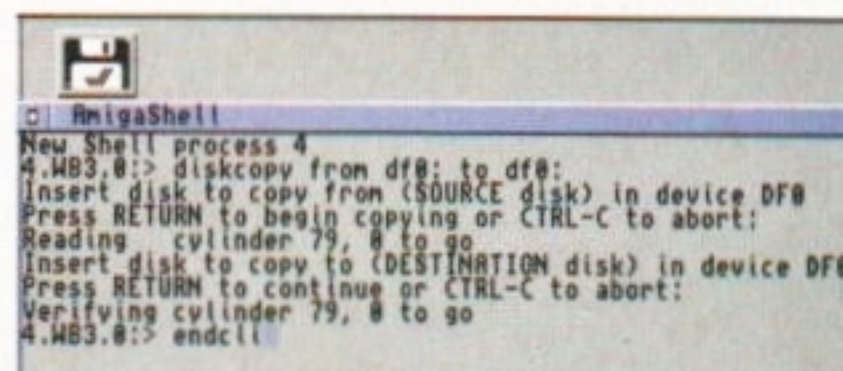 AmigaShell
New Shell process 4
4.WB3.0:> diskcopy from df0: to df0:
Insert disk to copy from (SOURCE disk) in device DF0
Press RETURN to begin copying or CTRL-C to abort:
Reading   cylinder 79, 0 to go
Insert disk to copy to (DESTINATION disk) in device DF0
Press RETURN to continue or CTRL-C to abort:
Verifying cylinder 79, 0 to go
4.WB3.0:> endcli